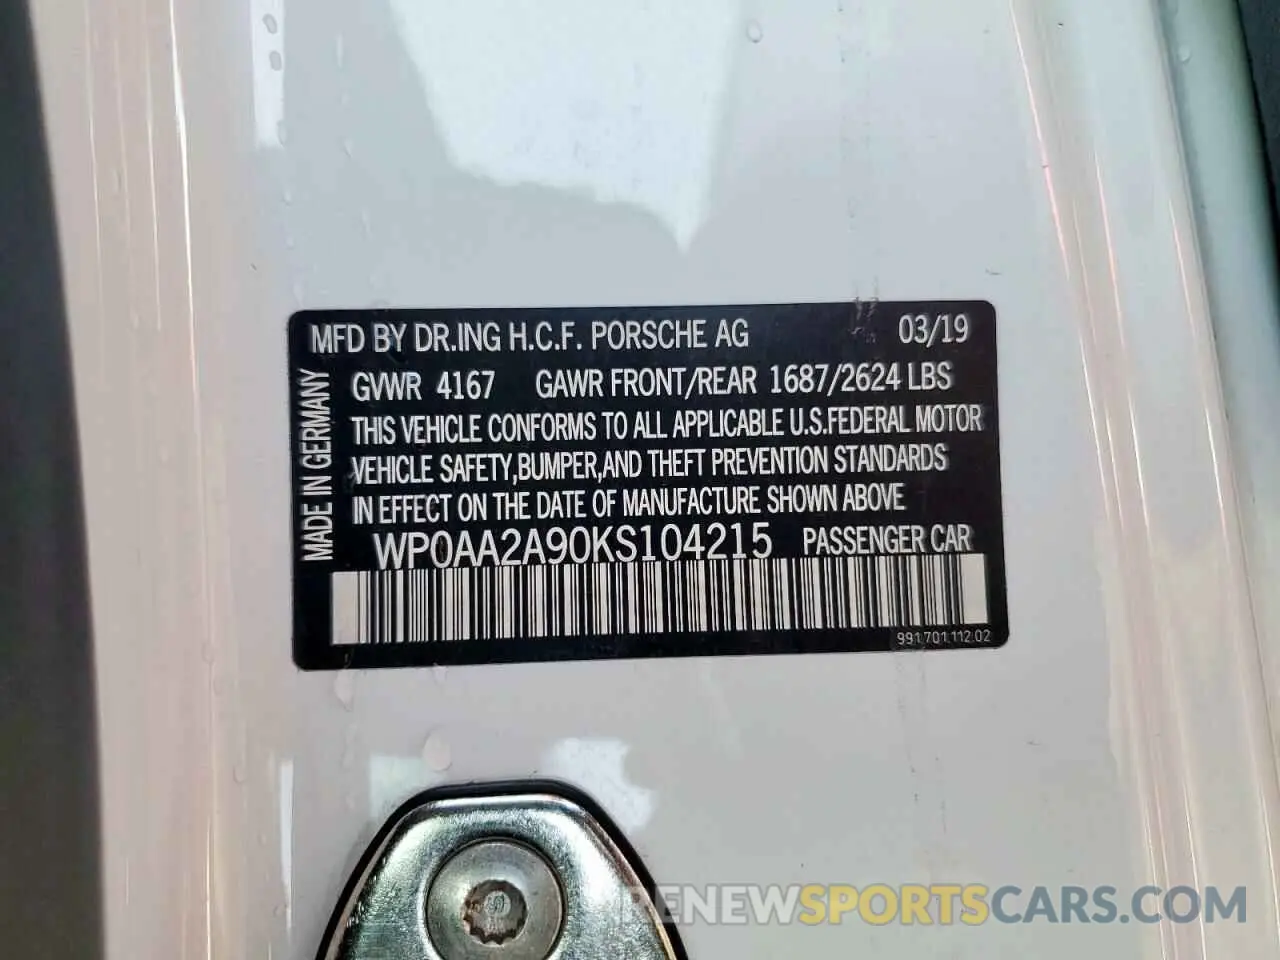 MFD BY DR.ING H.C.F. PORSCHE AG 03/19
GVWR 4167 GAWR FRONT/REAR 1687/2624 LBS
THIS VEHICLE CONFORMS TO ALL APPLICABLE U.S.FEDERAL MOTOR
VEHICLE SAFETY,BUMPER,AND THEFT PREVENTION STANDARDS
IN EFFECT ON THE DATE OF MANUFACTURE SHOWN ABOVE
WP0AA2A90KS104215 PASSENGER CAR
991.701.112.02
MADE IN GERMANY
RENEWSPORTSCARS.COM